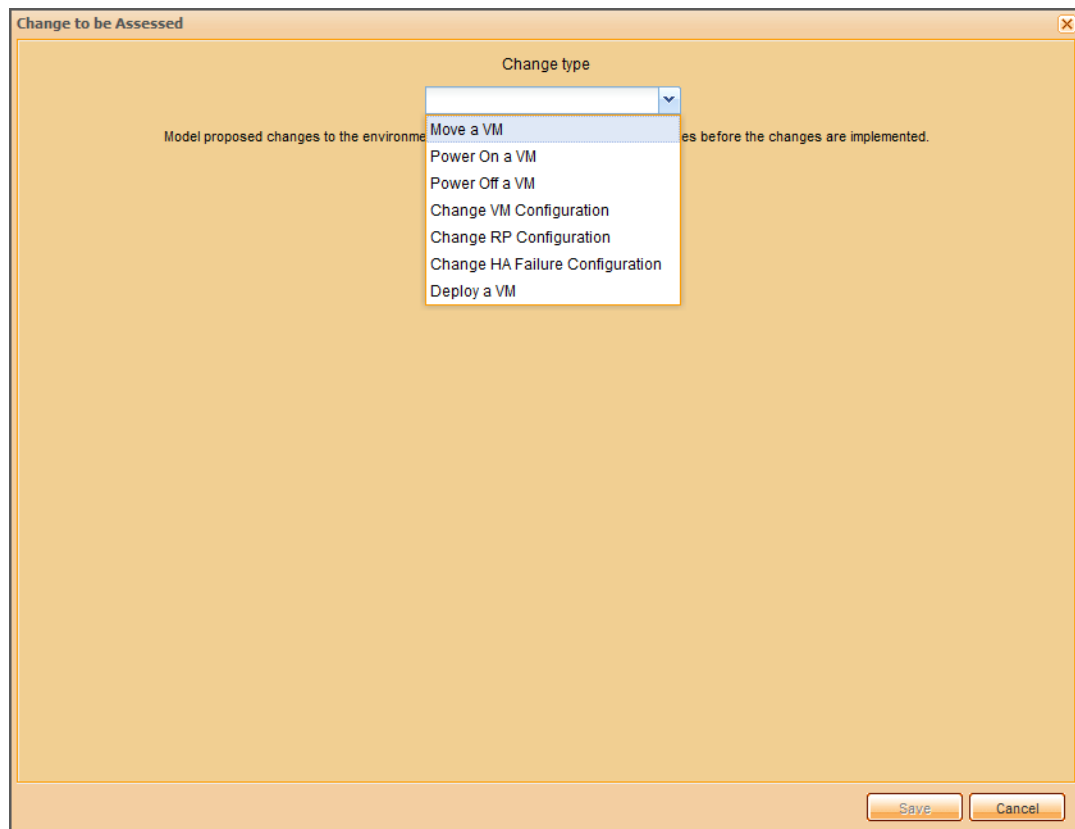 Change to be Assessed
Change type
Model proposed changes to the environme es before the changes are implemented.
Move a VM
Power On a VM
Power Off a VM
Change VM Configuration
Change RP Configuration
Change HA Failure Configuration
Deploy a VM
Save
Cancel